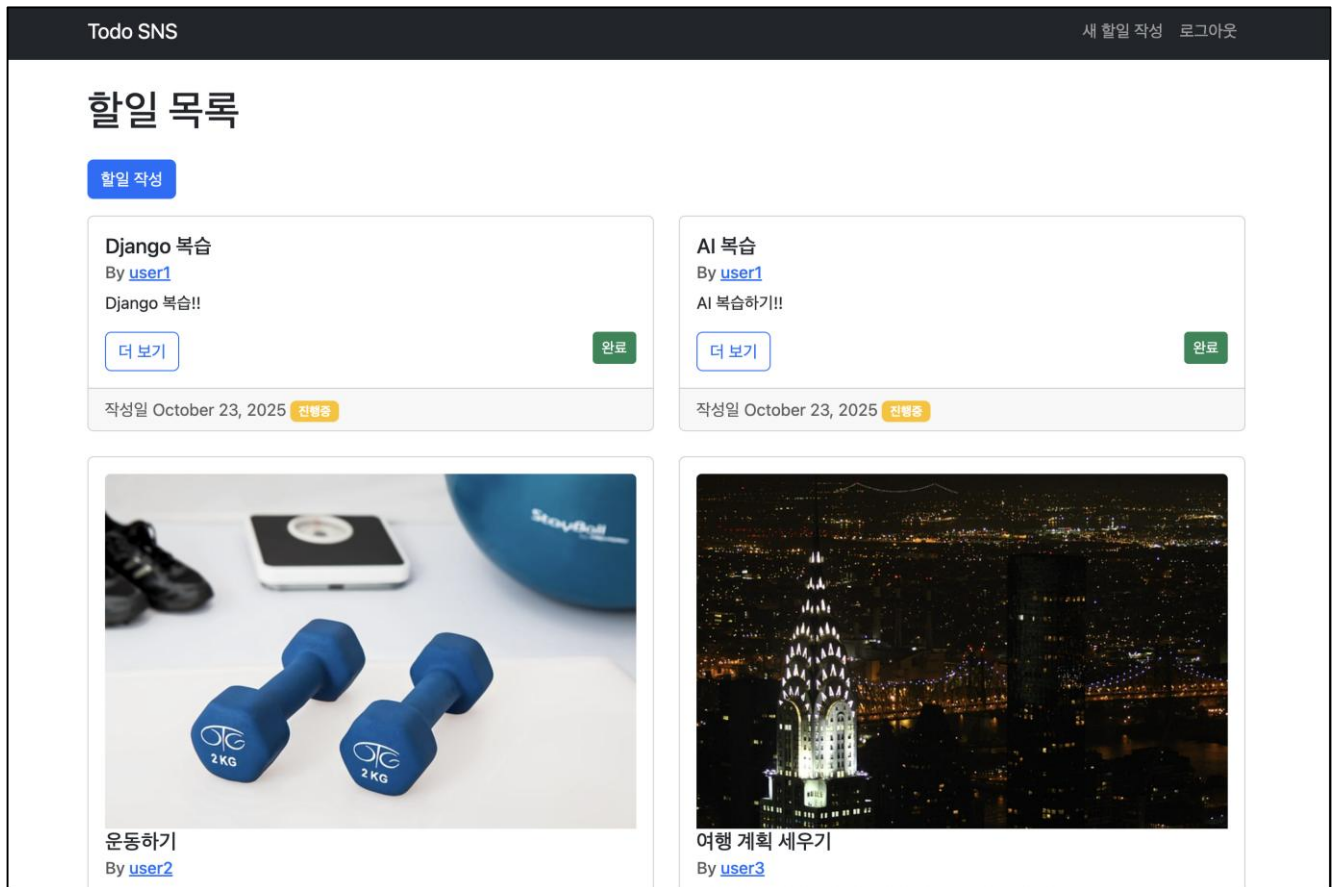 Todo SNS
새 할일 작성 로그아웃
할일 목록
할일 작성
Django 복습
By user1
Django 복습!!
더 보기
완료
작성일 October 23, 2025 진행중
AI 복습
By user1
AI 복습하기!!
더 보기
완료
작성일 October 23, 2025 진행중
StayBall
2 KG
2 KG
운동하기
By user2
여행 계획 세우기
By user3